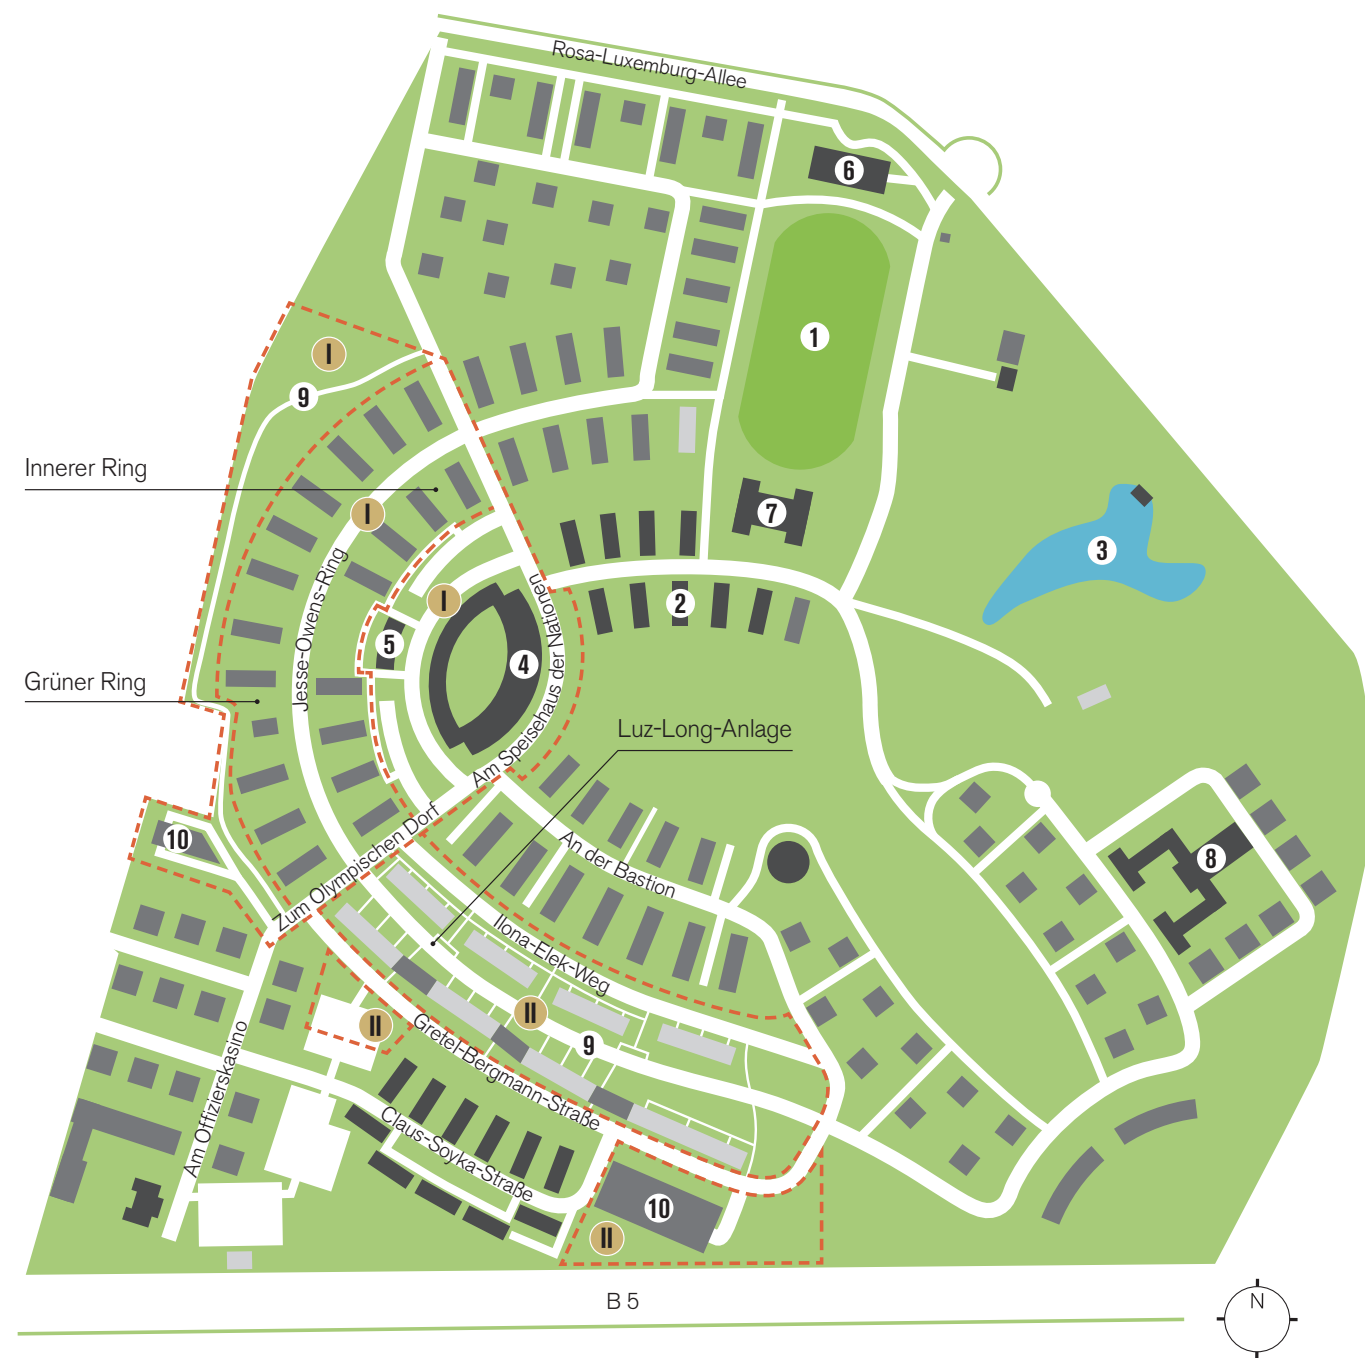 Rosa-Luxemburg-Allee
6
1
I
9
Innerer Ring
I
7
3
I
2
Jesse-Owens-Ring
5
4
Am Speisehaus der Nationen
Grüner Ring
Luz-Long-Anlage
10
Zum Olympischen Dorf
An der Bastion
8
Ilona-Elek-Weg
II
II
9
Gretel-Bergmann-Straße
Am Offizierskasino
Claus-Soyka-Straße
10
II
B 5
N